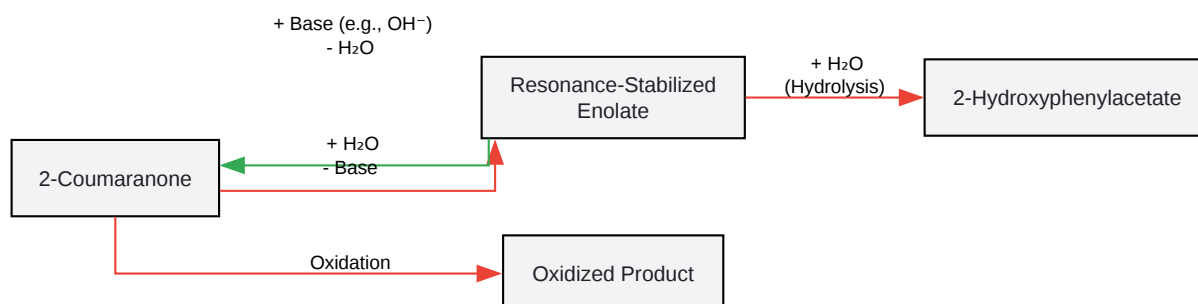 + Base (e.g., OH⁻)
- H₂O
Resonance-Stabilized
Enolate
+ H₂O
(Hydrolysis)
2-Hydroxyphenylacetate
+ H₂O
- Base
2-Coumaranone
Oxidation
Oxidized Product